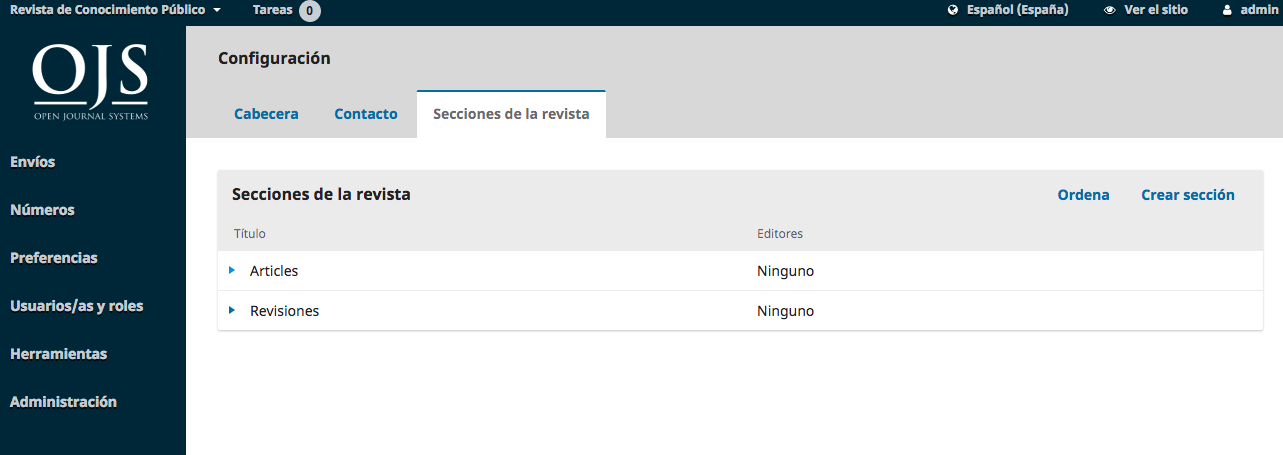 Revista de Conocimiento Público Tareas 0 Español (España) Ver el sitio admin
OJS
OPEN JOURNAL SYSTEMS
Configuración
Cabecera Contacto Secciones de la revista
Envíos
Números
Preferencias
Usuarios/as y roles
Herramientas
Administración
Secciones de la revista Ordena Crear sección
Título Editores
Articles Ninguno
Revisiones Ninguno